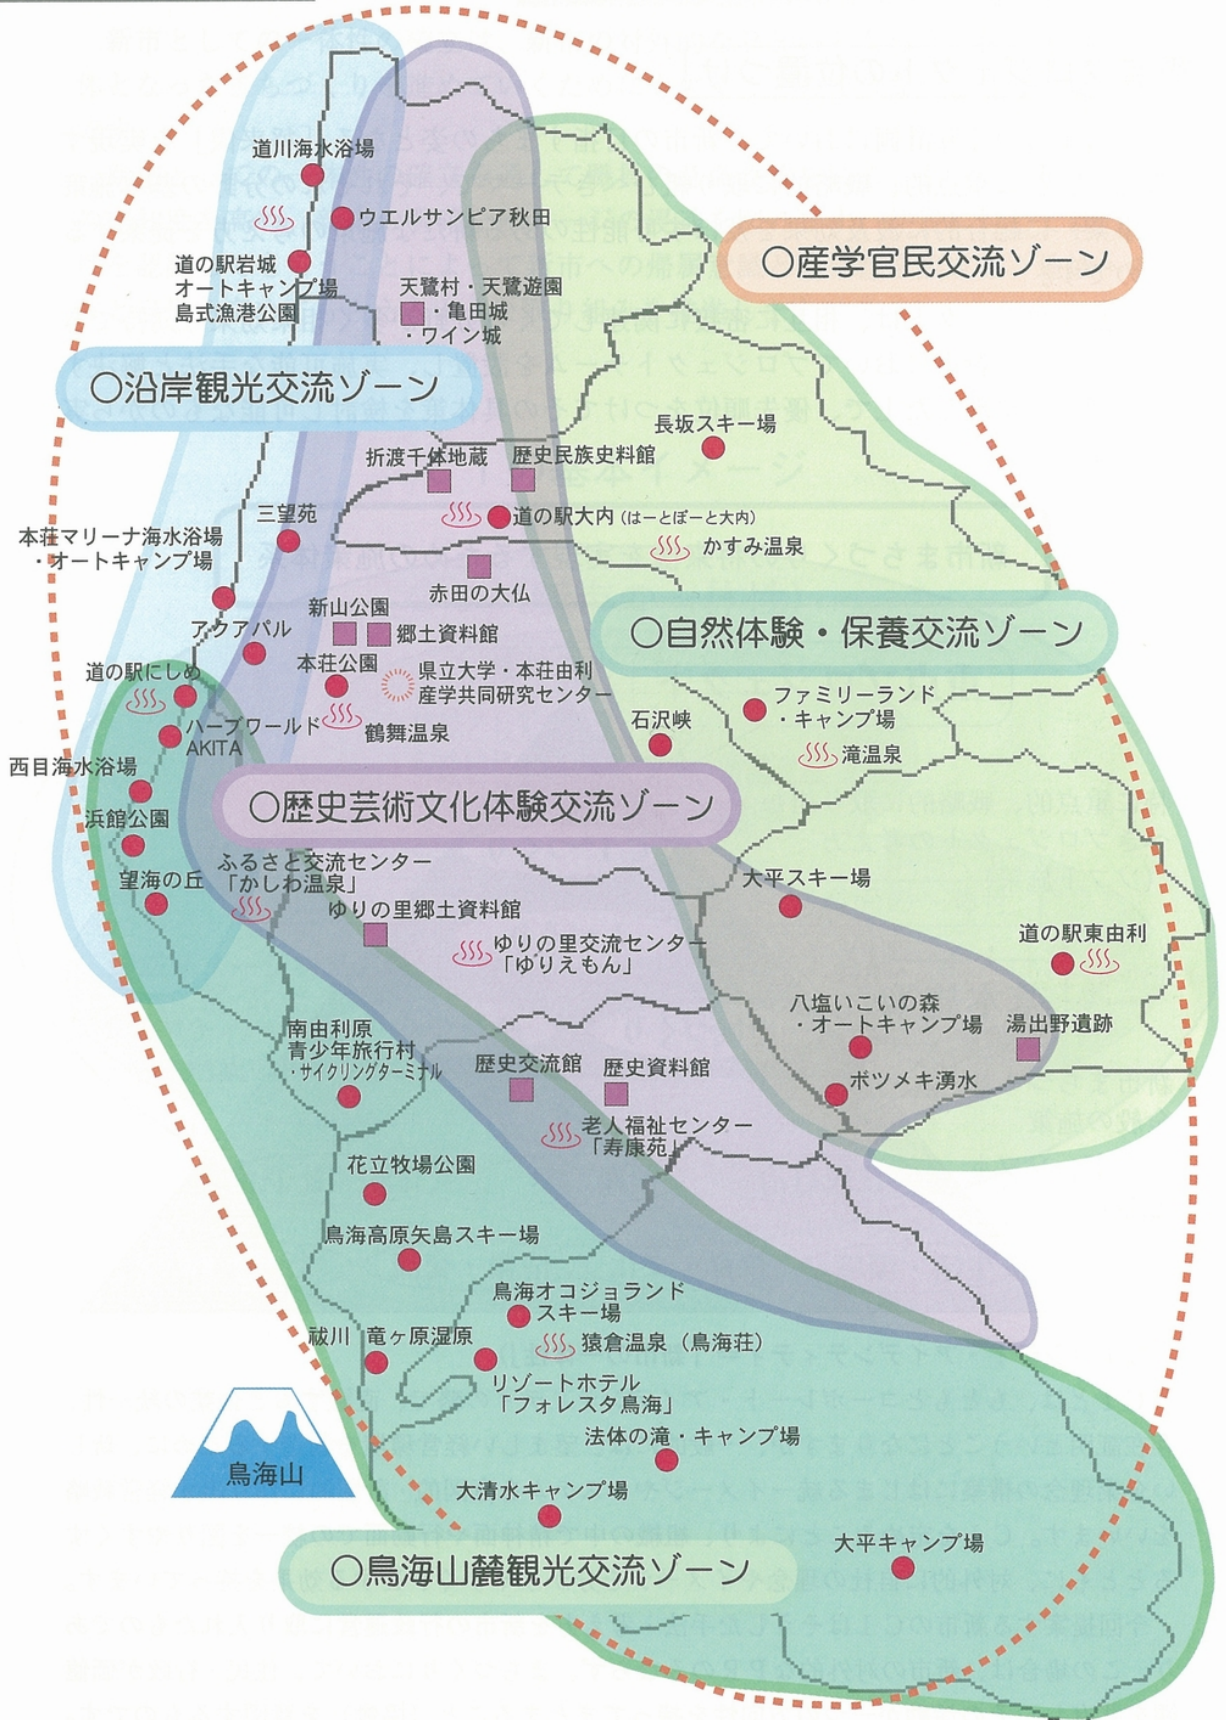 道川海水浴場
ウエルサンピア秋田
○産学官民交流ゾーン
道の駅岩城
オートキャンプ場
島式漁港公園
天鷺村・天鷺遊園
・亀田城
・ワイン城
○沿岸観光交流ゾーン
長坂スキー場
折渡千体地蔵
歴史民族史料館
三望苑
道の駅大内（はーとぽーと大内）
本荘マリーナ海水浴場
・オートキャンプ場
かすみ温泉
赤田の大仏
新山公園
郷土資料館
アクアパル
○自然体験・保養交流ゾーン
本荘公園
県立大学・本荘由利
産学共同研究センター
道の駅にしめ
ファミリーランド
・キャンプ場
石沢峡
ハーブワールド
AKITA
鶴舞温泉
滝温泉
西目海水浴場
○歴史芸術文化体験交流ゾーン
浜館公園
ふるさと交流センター
「かしわ温泉」
望海の丘
大平スキー場
ゆりの里郷土資料館
ゆりの里交流センター
「ゆりえもん」
道の駅東由利
八塩いこいの森
・オートキャンプ場
湯出野遺跡
南由利原
青少年旅行村
・サイクリングターミナル
歴史交流館
歴史資料館
ボツメキ湧水
老人福祉センター
「寿康苑」
花立牧場公園
鳥海高原矢島スキー場
鳥海オコジョランド
スキー場
祓川
竜ヶ原湿原
猿倉温泉（鳥海荘）
リゾートホテル
「フォレスタ鳥海」
法体の滝・キャンプ場
鳥海山
大清水キャンプ場
大平キャンプ場
○鳥海山麓観光交流ゾーン